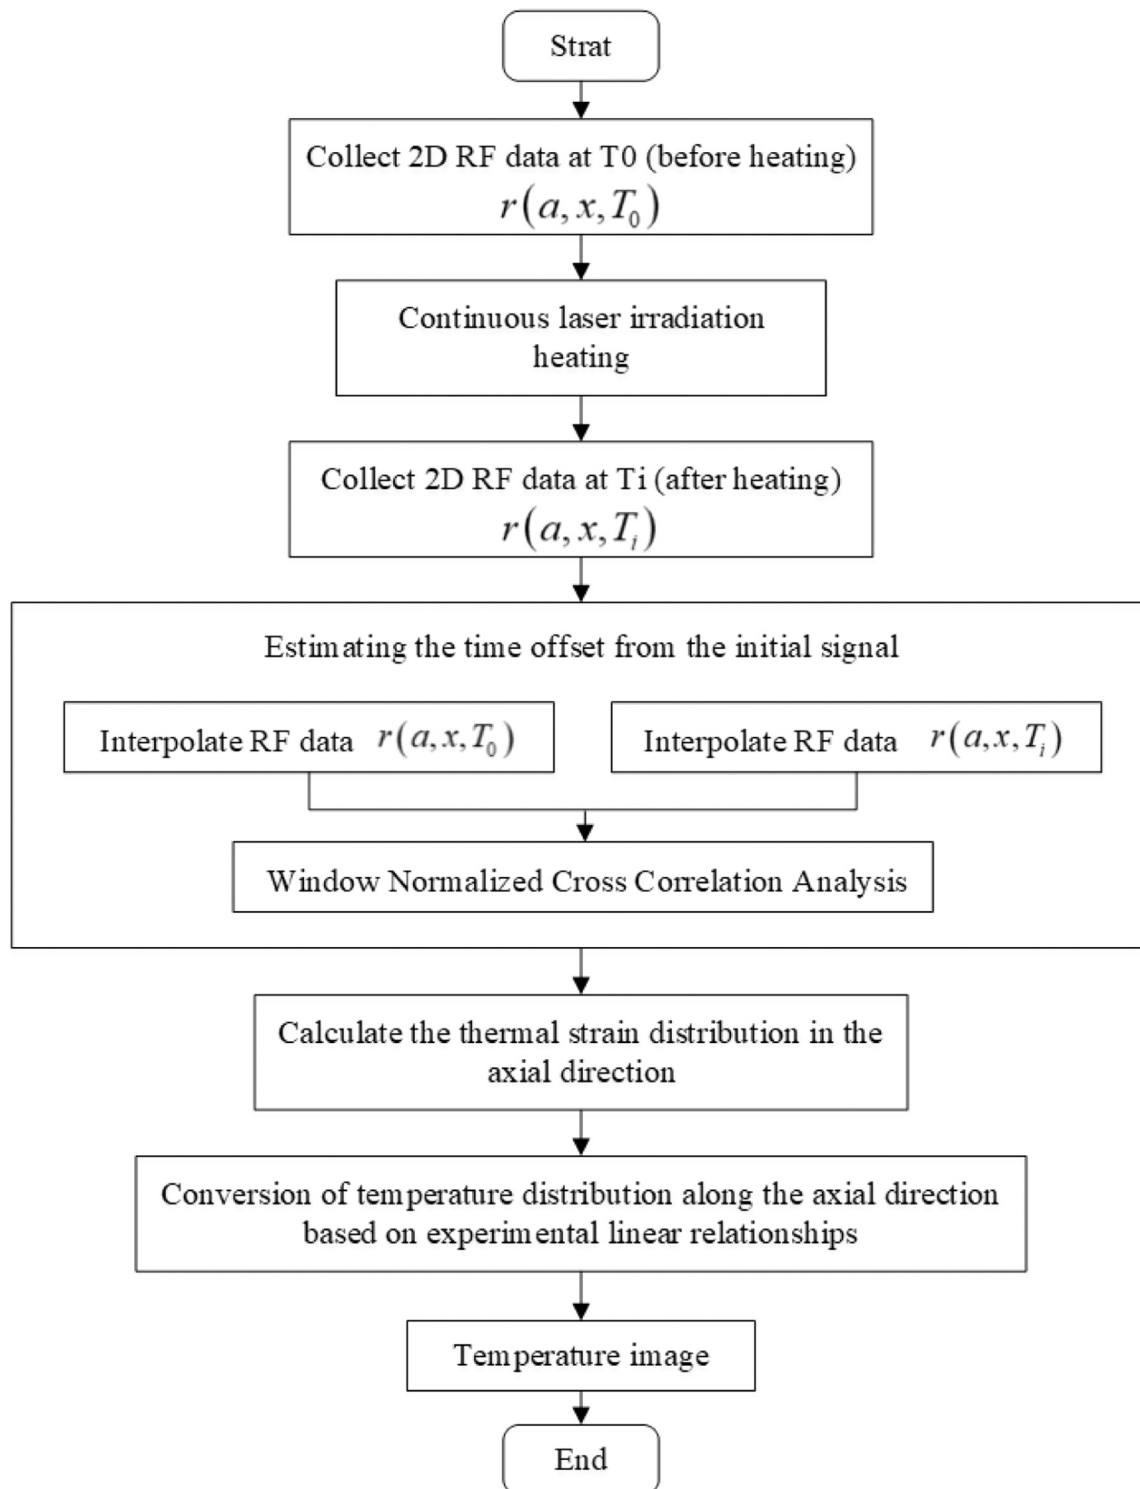 Strat
Collect 2D RF data at T0 (before heating)
r(a, x, T₀)
Continuous laser irradiation
heating
Collect 2D RF data at Ti (after heating)
r(a, x, Tᵢ)
Estimating the time offset from the initial signal
Interpolate RF data r(a, x, T₀)
Interpolate RF data r(a, x, Tᵢ)
Window Normalized Cross Correlation Analysis
Calculate the thermal strain distribution in the
axial direction
Conversion of temperature distribution along the axial direction
based on experimental linear relationships
Temperature image
End